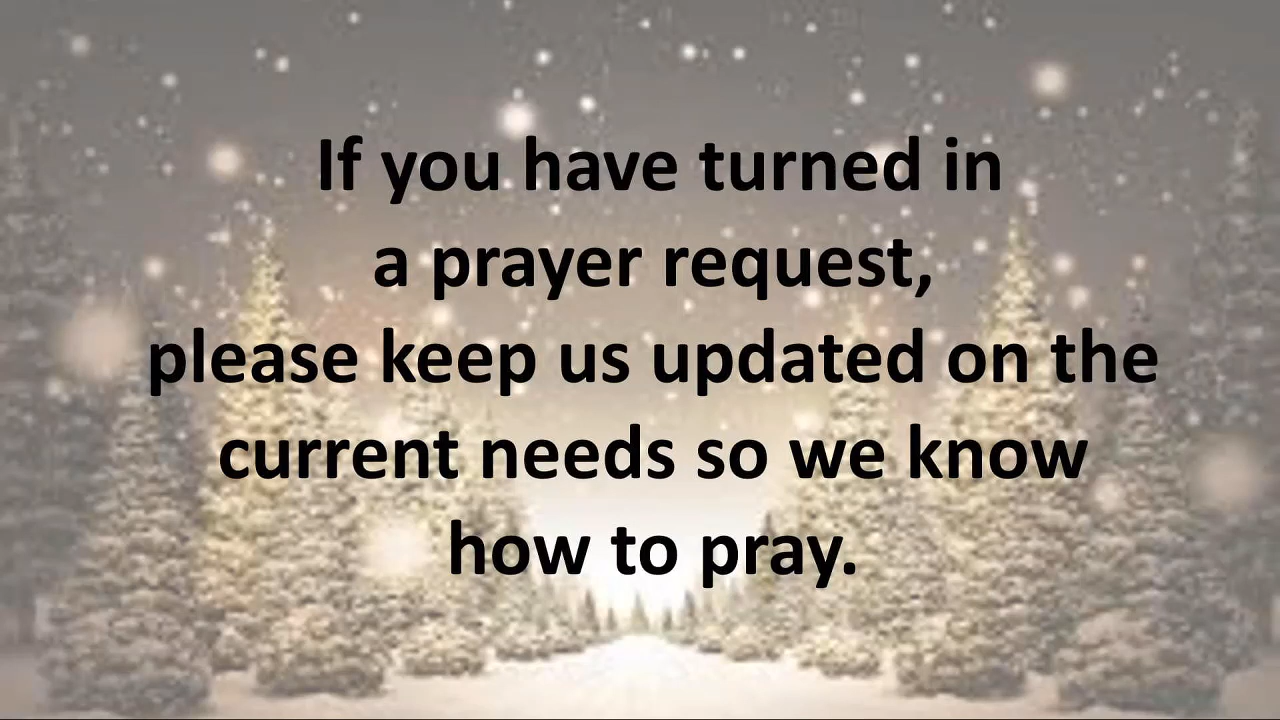 If you have turned in
a prayer request,
please keep us updated on the
current needs so we know
how to pray.